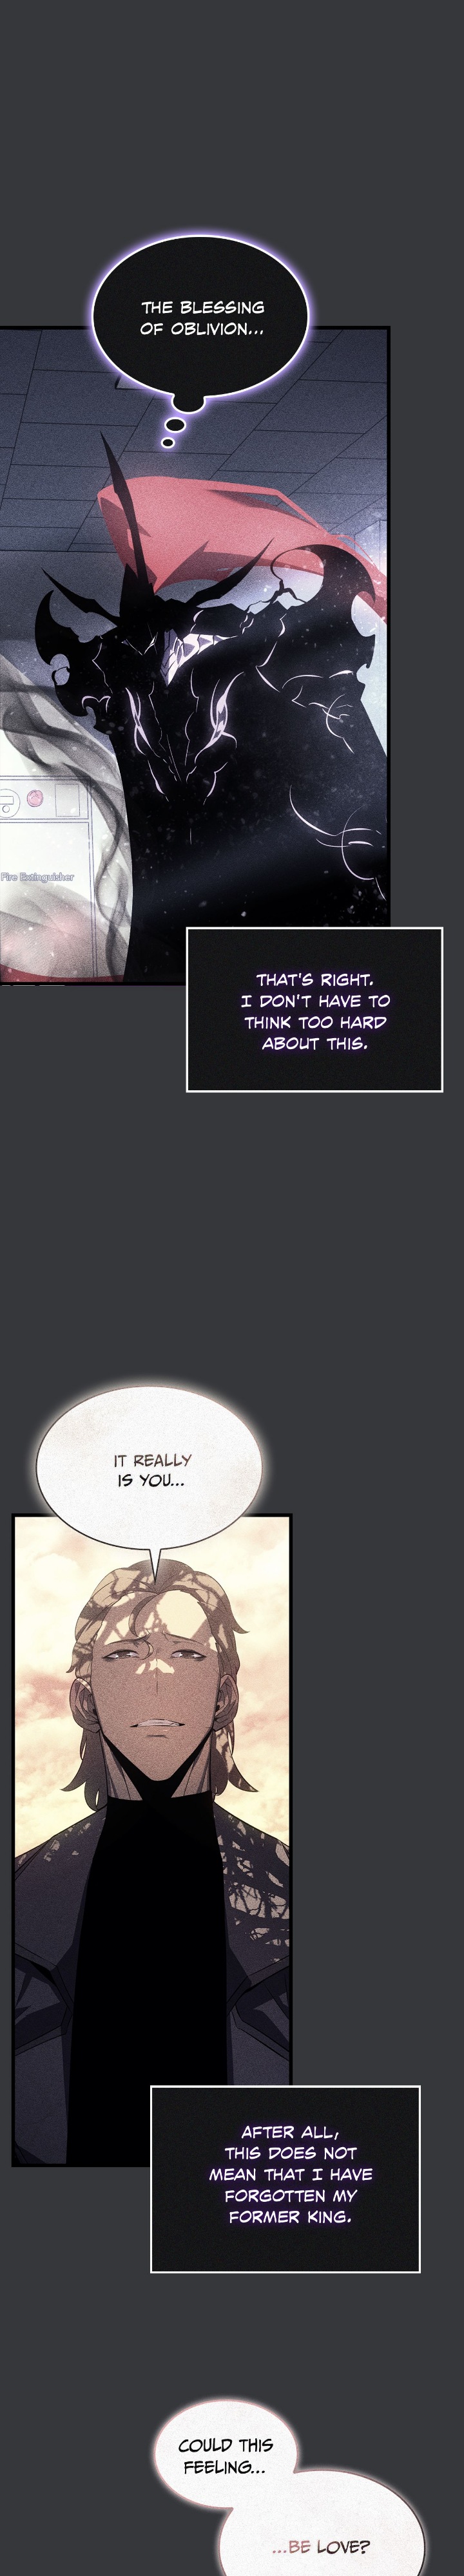 THE BLESSING
OF OBLIVION...
Fire Extinguisher
THAT'S RIGHT.
I DON'T HAVE TO
THINK TOO HARD
ABOUT THIS.
IT REALLY
IS YOU...
AFTER ALL,
THIS DOES NOT
MEAN THAT I HAVE
FORGOTTEN MY
FORMER KING.
COULD THIS
FEELING...
...BE LOVE?